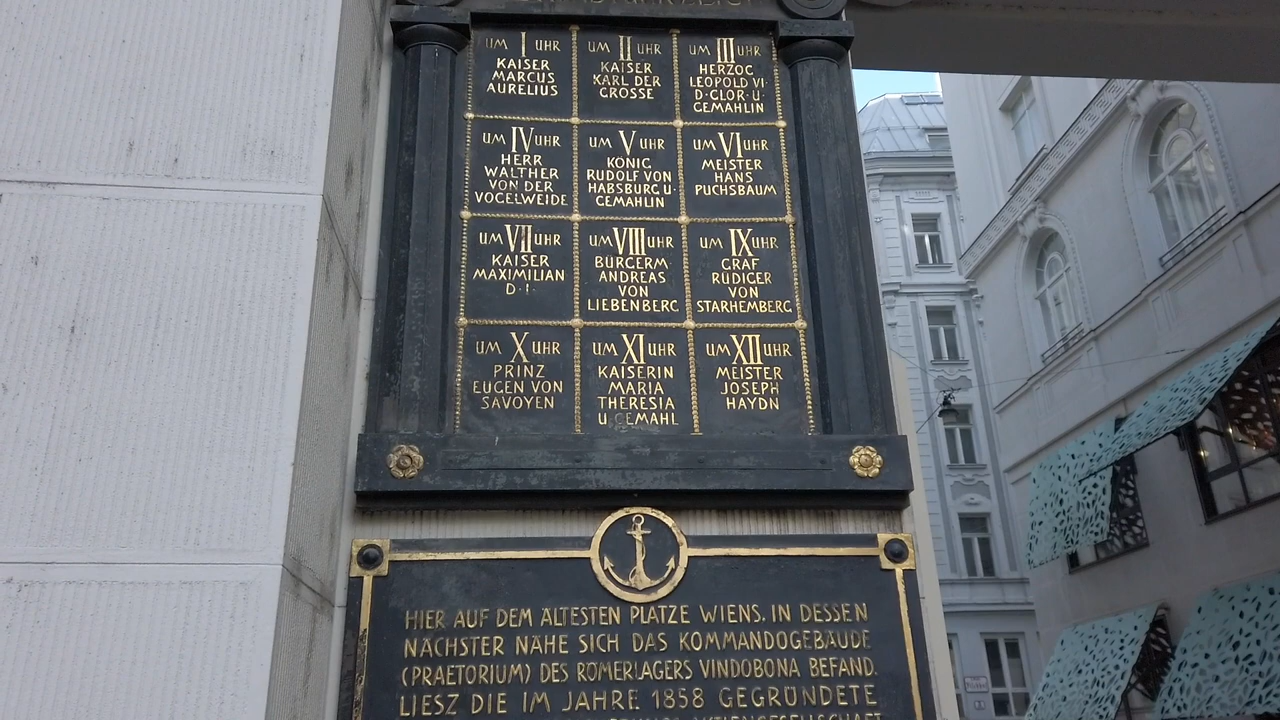 UM I UHR
KAISER
MARCUS
AURELIUS
UM II UHR
KAISER
KARL DER
GROSSE
UM III UHR
HERZOG
LEOPOLD VI·
D·GLOR·U·
GEMAHLIN
UM IV UHR
HERR
WALTHER
VON DER
VOGELWEIDE
UM V UHR
KÖNIG
RUDOLF VON
HABSBURG U·
GEMAHLIN
UM VI UHR
MEISTER
HANS
PUCHSBAUM
UM VII UHR
KAISER
MAXIMILIAN
D·I·
UM VIII UHR
BÜRGERM·
ANDREAS
VON
LIEBENBERG
UM IX UHR
GRAF
RÜDIGER
VON
STARHEMBERG
UM X UHR
PRINZ
EUGEN VON
SAVOYEN
UM XI UHR
KAISERIN
MARIA
THERESIA
U·GEMAHL
UM XII UHR
MEISTER
JOSEPH
HAYDN
HIER AUF DEM ÄLTESTEN PLATZE WIENS, IN DESSEN
NÄCHSTER NÄHE SICH DAS KOMMANDOGEBÄUDE
(PRAETORIUM) DES RÖMERLAGERS VINDOBONA BEFAND.
LIESZ DIE IM JAHRE 1858 GEGRÜNDETE
AKTIENGESELLSCHAFT